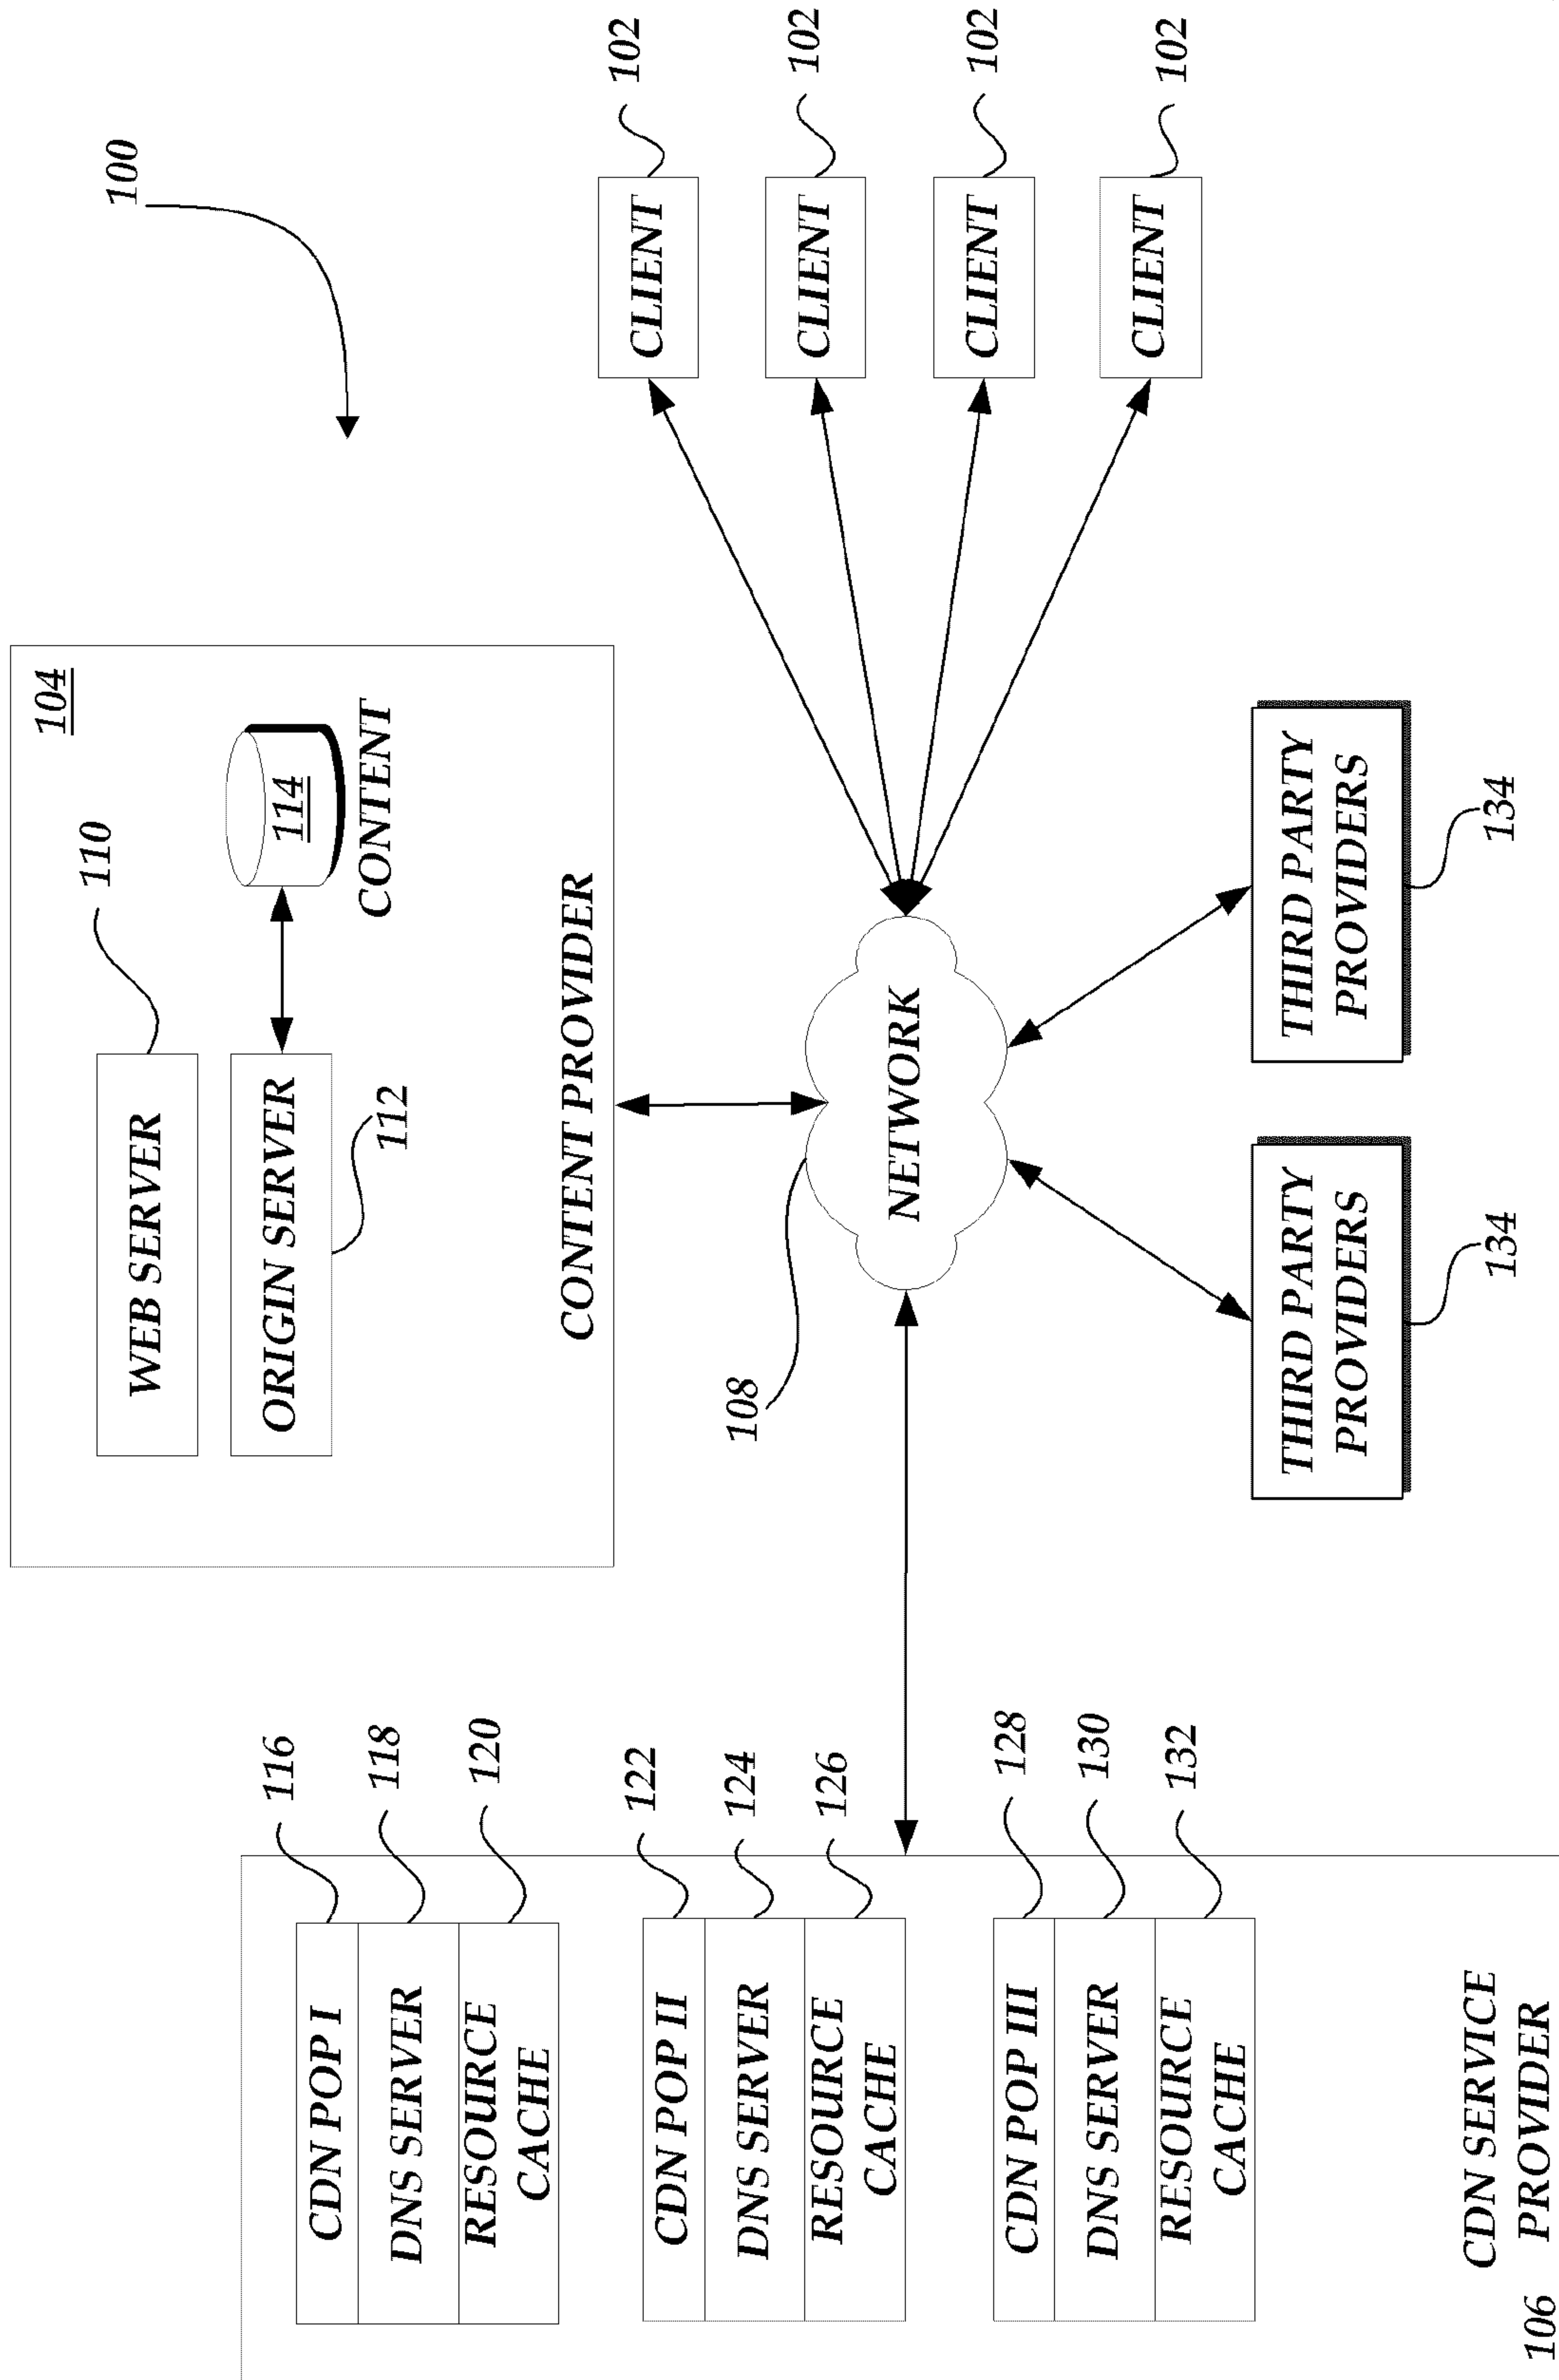 100
104
WEB SERVER
110
ORIGIN SERVER
112
114
CONTENT
CONTENT PROVIDER
CDN POP I
116
DNS SERVER
118
RESOURCE
CACHE
120
CDN POP II
122
DNS SERVER
124
RESOURCE
CACHE
126
CDN POP III
128
DNS SERVER
130
RESOURCE
CACHE
132
CDN SERVICE
PROVIDER
106
108
NETWORK
CLIENT
102
CLIENT
102
CLIENT
102
CLIENT
102
THIRD PARTY
PROVIDERS
134
THIRD PARTY
PROVIDERS
134